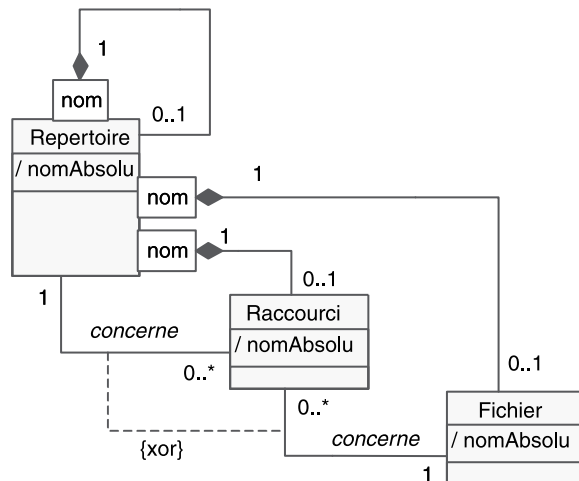 1
nom
0..1
Repertoire
/ nomAbsolu
nom
1
nom
1
1
0..1
concerne
Raccourci
/ nomAbsolu
0..*
0..1
0..*
Fichier
{xor}
concerne
/ nomAbsolu
1